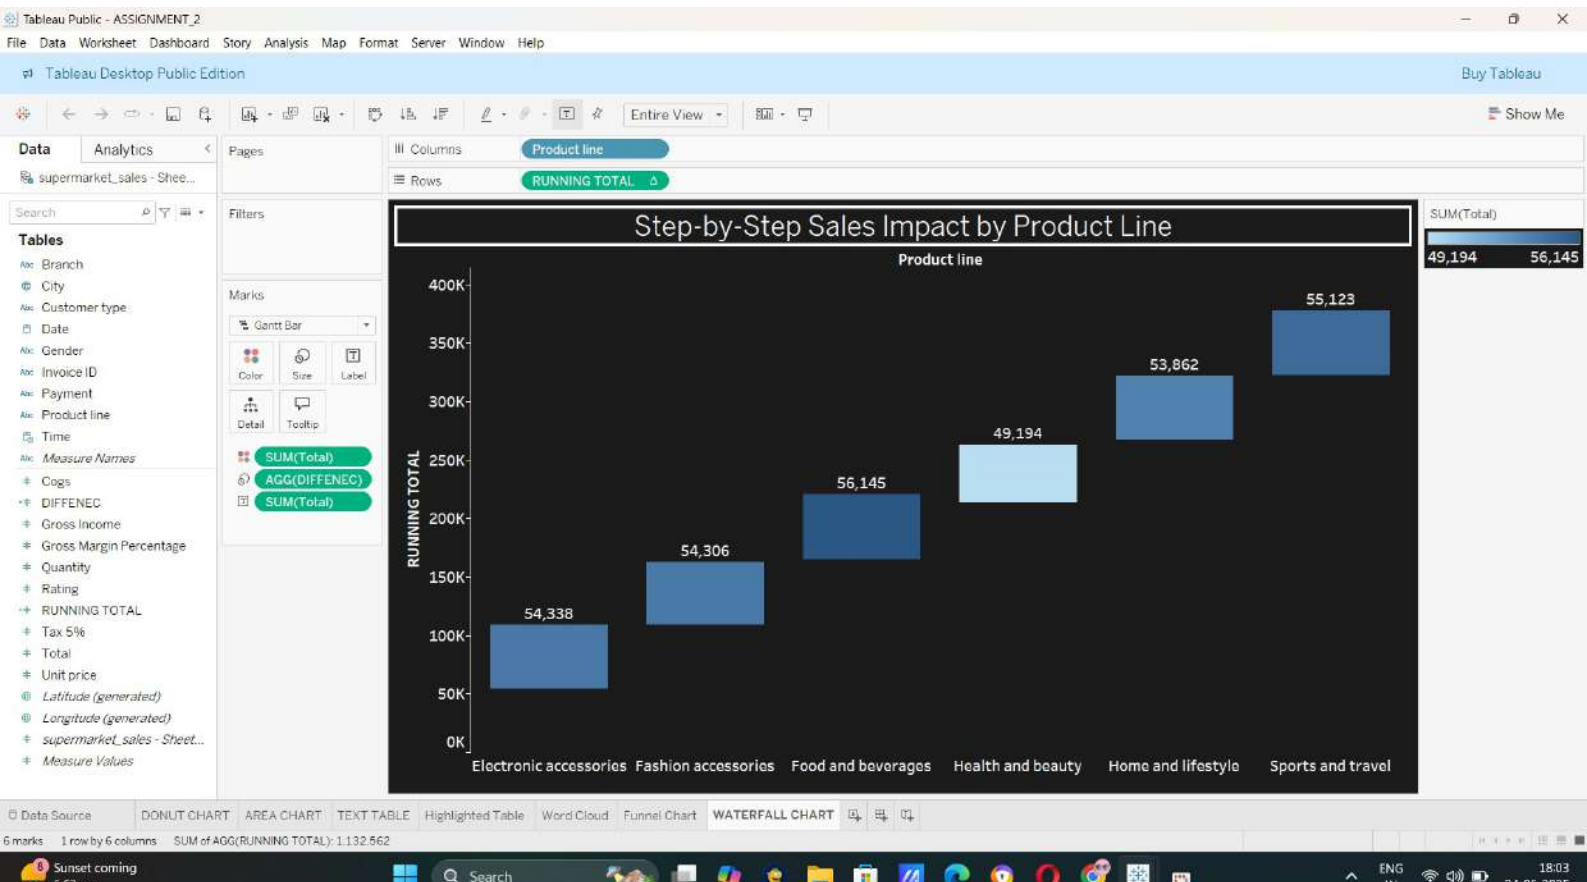 Tableau Public - ASSIGNMENT_2
File Data Worksheet Dashboard Story Analysis Map Format Server Window Help
Tableau Desktop Public Edition
Buy Tableau
Entire View
Show Me
Data Analytics
Pages
Columns Product line
supermarket_sales - Shee...
Rows RUNNING TOTAL
Search
Filters
Tables
Abc Branch
City
Abc Customer type
Date
Abc Gender
Abc Invoice ID
Abc Payment
Abc Product line
Time
Abc Measure Names
Cogs
DIFFENEC
Gross Income
Gross Margin Percentage
Quantity
Rating
RUNNING TOTAL
Tax 5%
Total
Unit price
Latitude (generated)
Longitude (generated)
supermarket_sales - Sheet...
Measure Values
Marks
Gantt Bar
Color Size Label
Detail Tooltip
SUM(Total)
AGG(DIFFENEC)
SUM(Total)
Step-by-Step Sales Impact by Product Line
Product line
RUNNING TOTAL
400K
350K
300K
250K
200K
150K
100K
50K
0K
54,338
54,306
56,145
49,194
53,862
55,123
Electronic accessories Fashion accessories Food and beverages Health and beauty Home and lifestyle Sports and travel
SUM(Total)
49,194 56,145
Data Source DONUT CHART AREA CHART TEXT TABLE Highlighted Table Word Cloud Funnel Chart WATERFALL CHART
6 marks 1 row by 6 columns SUM of AGG(RUNNING TOTAL): 1.132.562
8
Sunset coming
Search
ENG
18:03